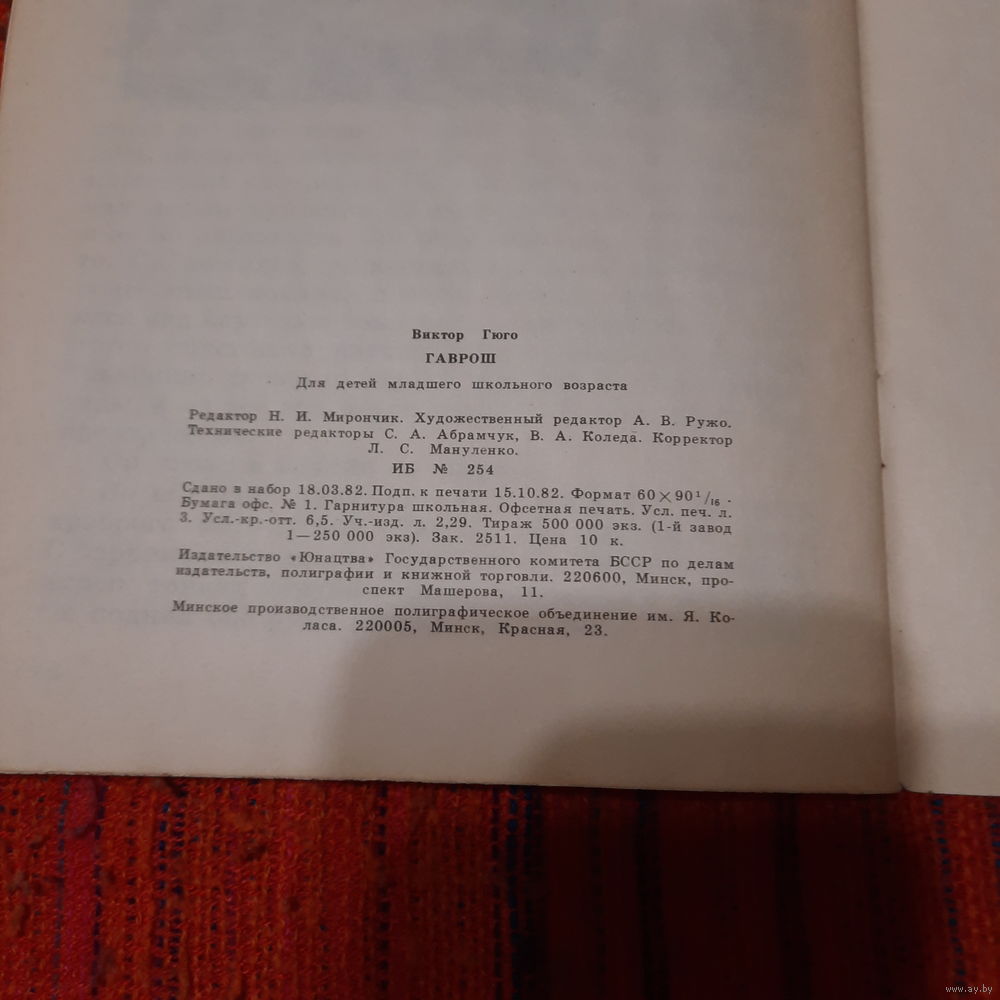 Виктор Гюго
ГАВРОШ
Для детей младшего школьного возраста
Редактор Н. И. Мирончик. Художественный редактор А. В. Ружо.
Технические редакторы С. А. Абрамчук, В. А. Коледа. Корректор
Л. С. Мануленко.
ИБ № 254
Сдано в набор 18.03.82. Подп. к печати 15.10.82. Формат 60×90¹/₁₆.
Бумага офс. № 1. Гарнитура школьная. Офсетная печать. Усл. печ. л.
3. Усл.-кр.-отт. 6,5. Уч.-изд. л. 2,29. Тираж 500 000 экз. (1-й завод
1—250 000 экз). Зак. 2511. Цена 10 к.
Издательство «Юнацтва» Государственного комитета БССР по делам
издательств, полиграфии и книжной торговли. 220600, Минск, про-
спект Машерова, 11.
Минское производственное полиграфическое объединение им. Я. Ко-
ласа. 220005, Минск, Красная, 23.
www.ay.by